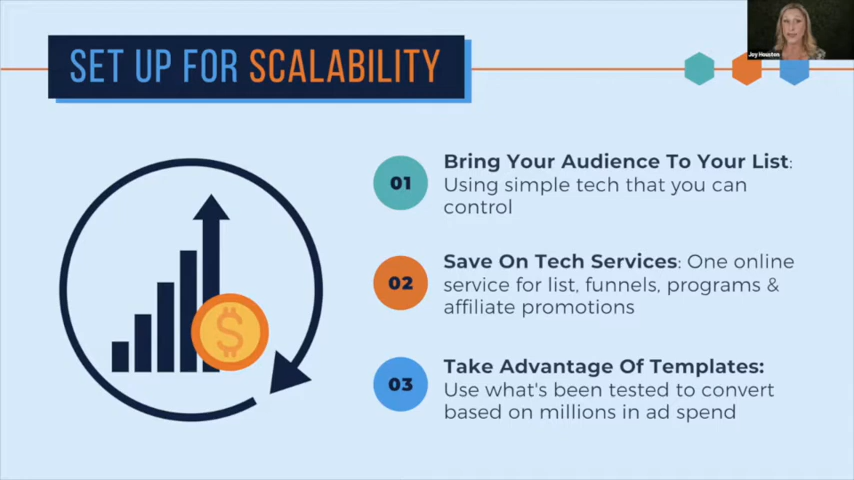 Joy Houston
SET UP FOR SCALABILITY
01
Bring Your Audience To Your List:
Using simple tech that you can
control
02
Save On Tech Services: One online
service for list, funnels, programs &
affiliate promotions
03
Take Advantage Of Templates:
Use what's been tested to convert
based on millions in ad spend
$